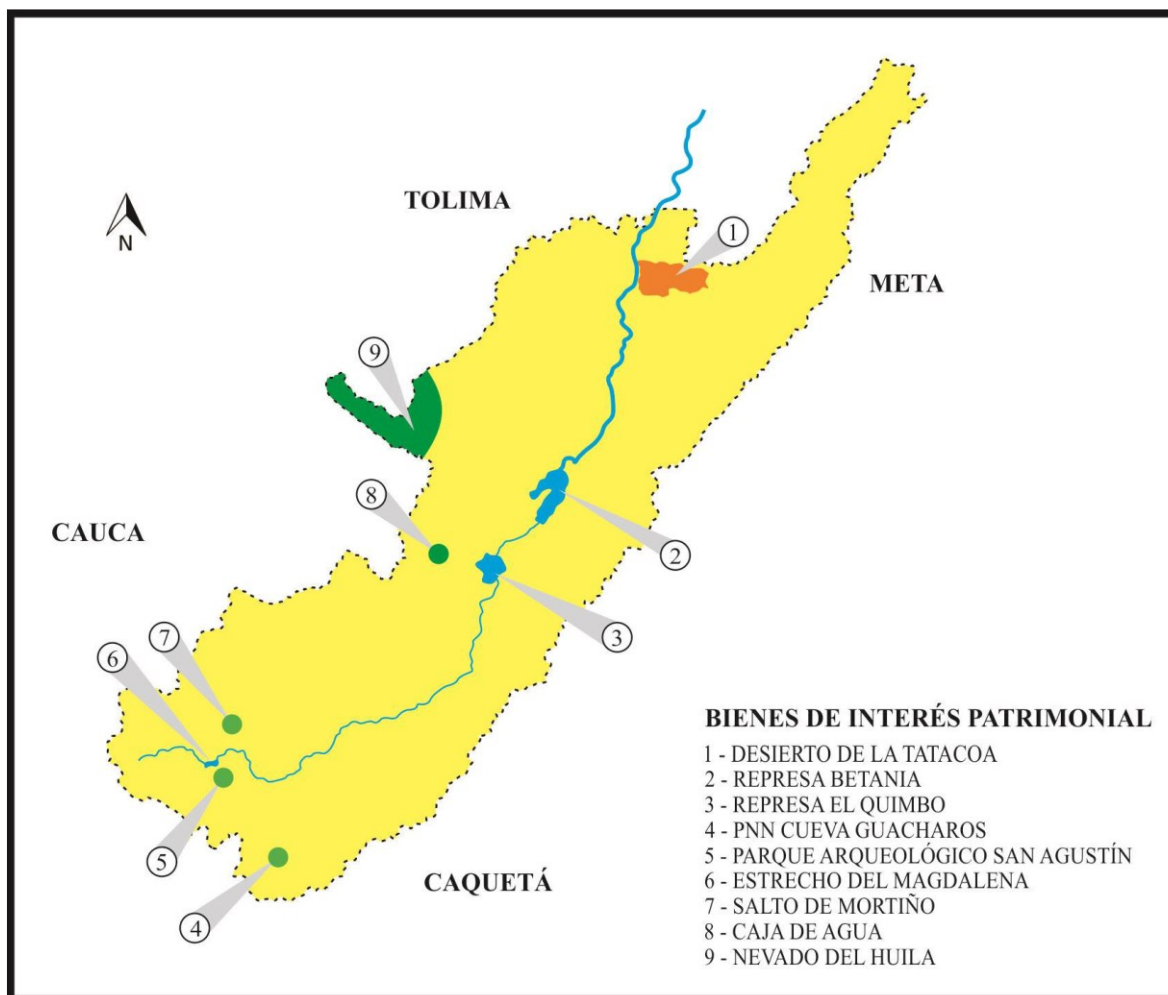 TOLIMA
N
1
META
9
8
CAUCA
2
7
3
6
5
CAQUETÁ
4
BIENES DE INTERÉS PATRIMONIAL
1 - DESIERTO DE LA TATACOA
2 - REPRESA BETANIA
3 - REPRESA EL QUIMBO
4 - PNN CUEVA GUACHAROS
5 - PARQUE ARQUEOLÓGICO SAN AGUSTÍN
6 - ESTRECHO DEL MAGDALENA
7 - SALTO DE MORTIÑO
8 - CAJA DE AGUA
9 - NEVADO DEL HUILA